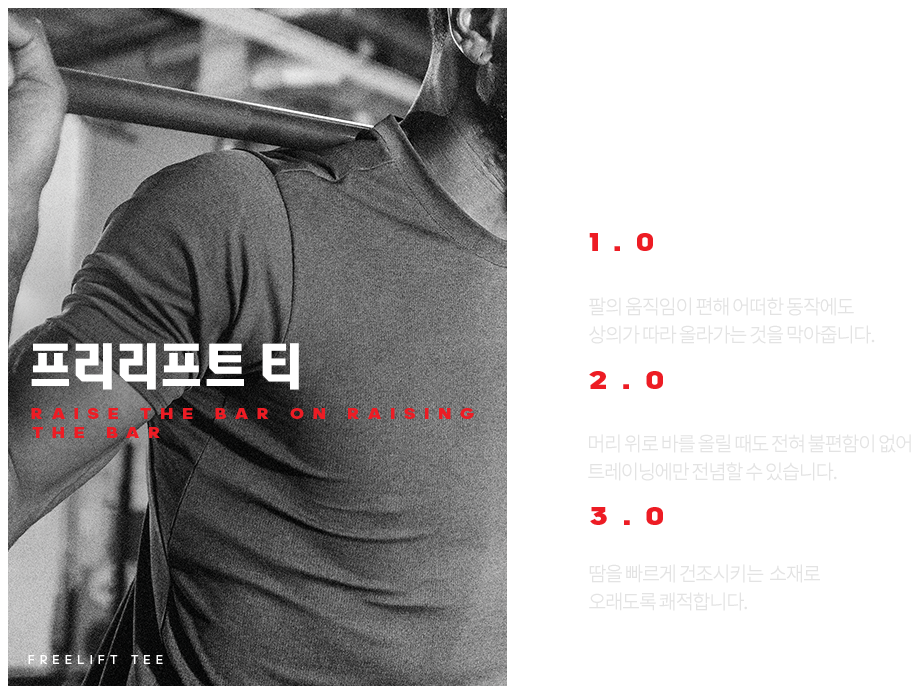 프리리프트 티
RAISE THE BAR ON RAISING
THE BAR
FREELIFT TEE
1.0
팔의 움직임이 편해 어떠한 동작에도
상의가 따라 올라가는 것을 막아줍니다.
2.0
머리 위로 바를 올릴 때도 전혀 불편함이 없어
트레이닝에만 전념할 수 있습니다.
3.0
땀을 빠르게 건조시키는 소재로
오래도록 쾌적합니다.